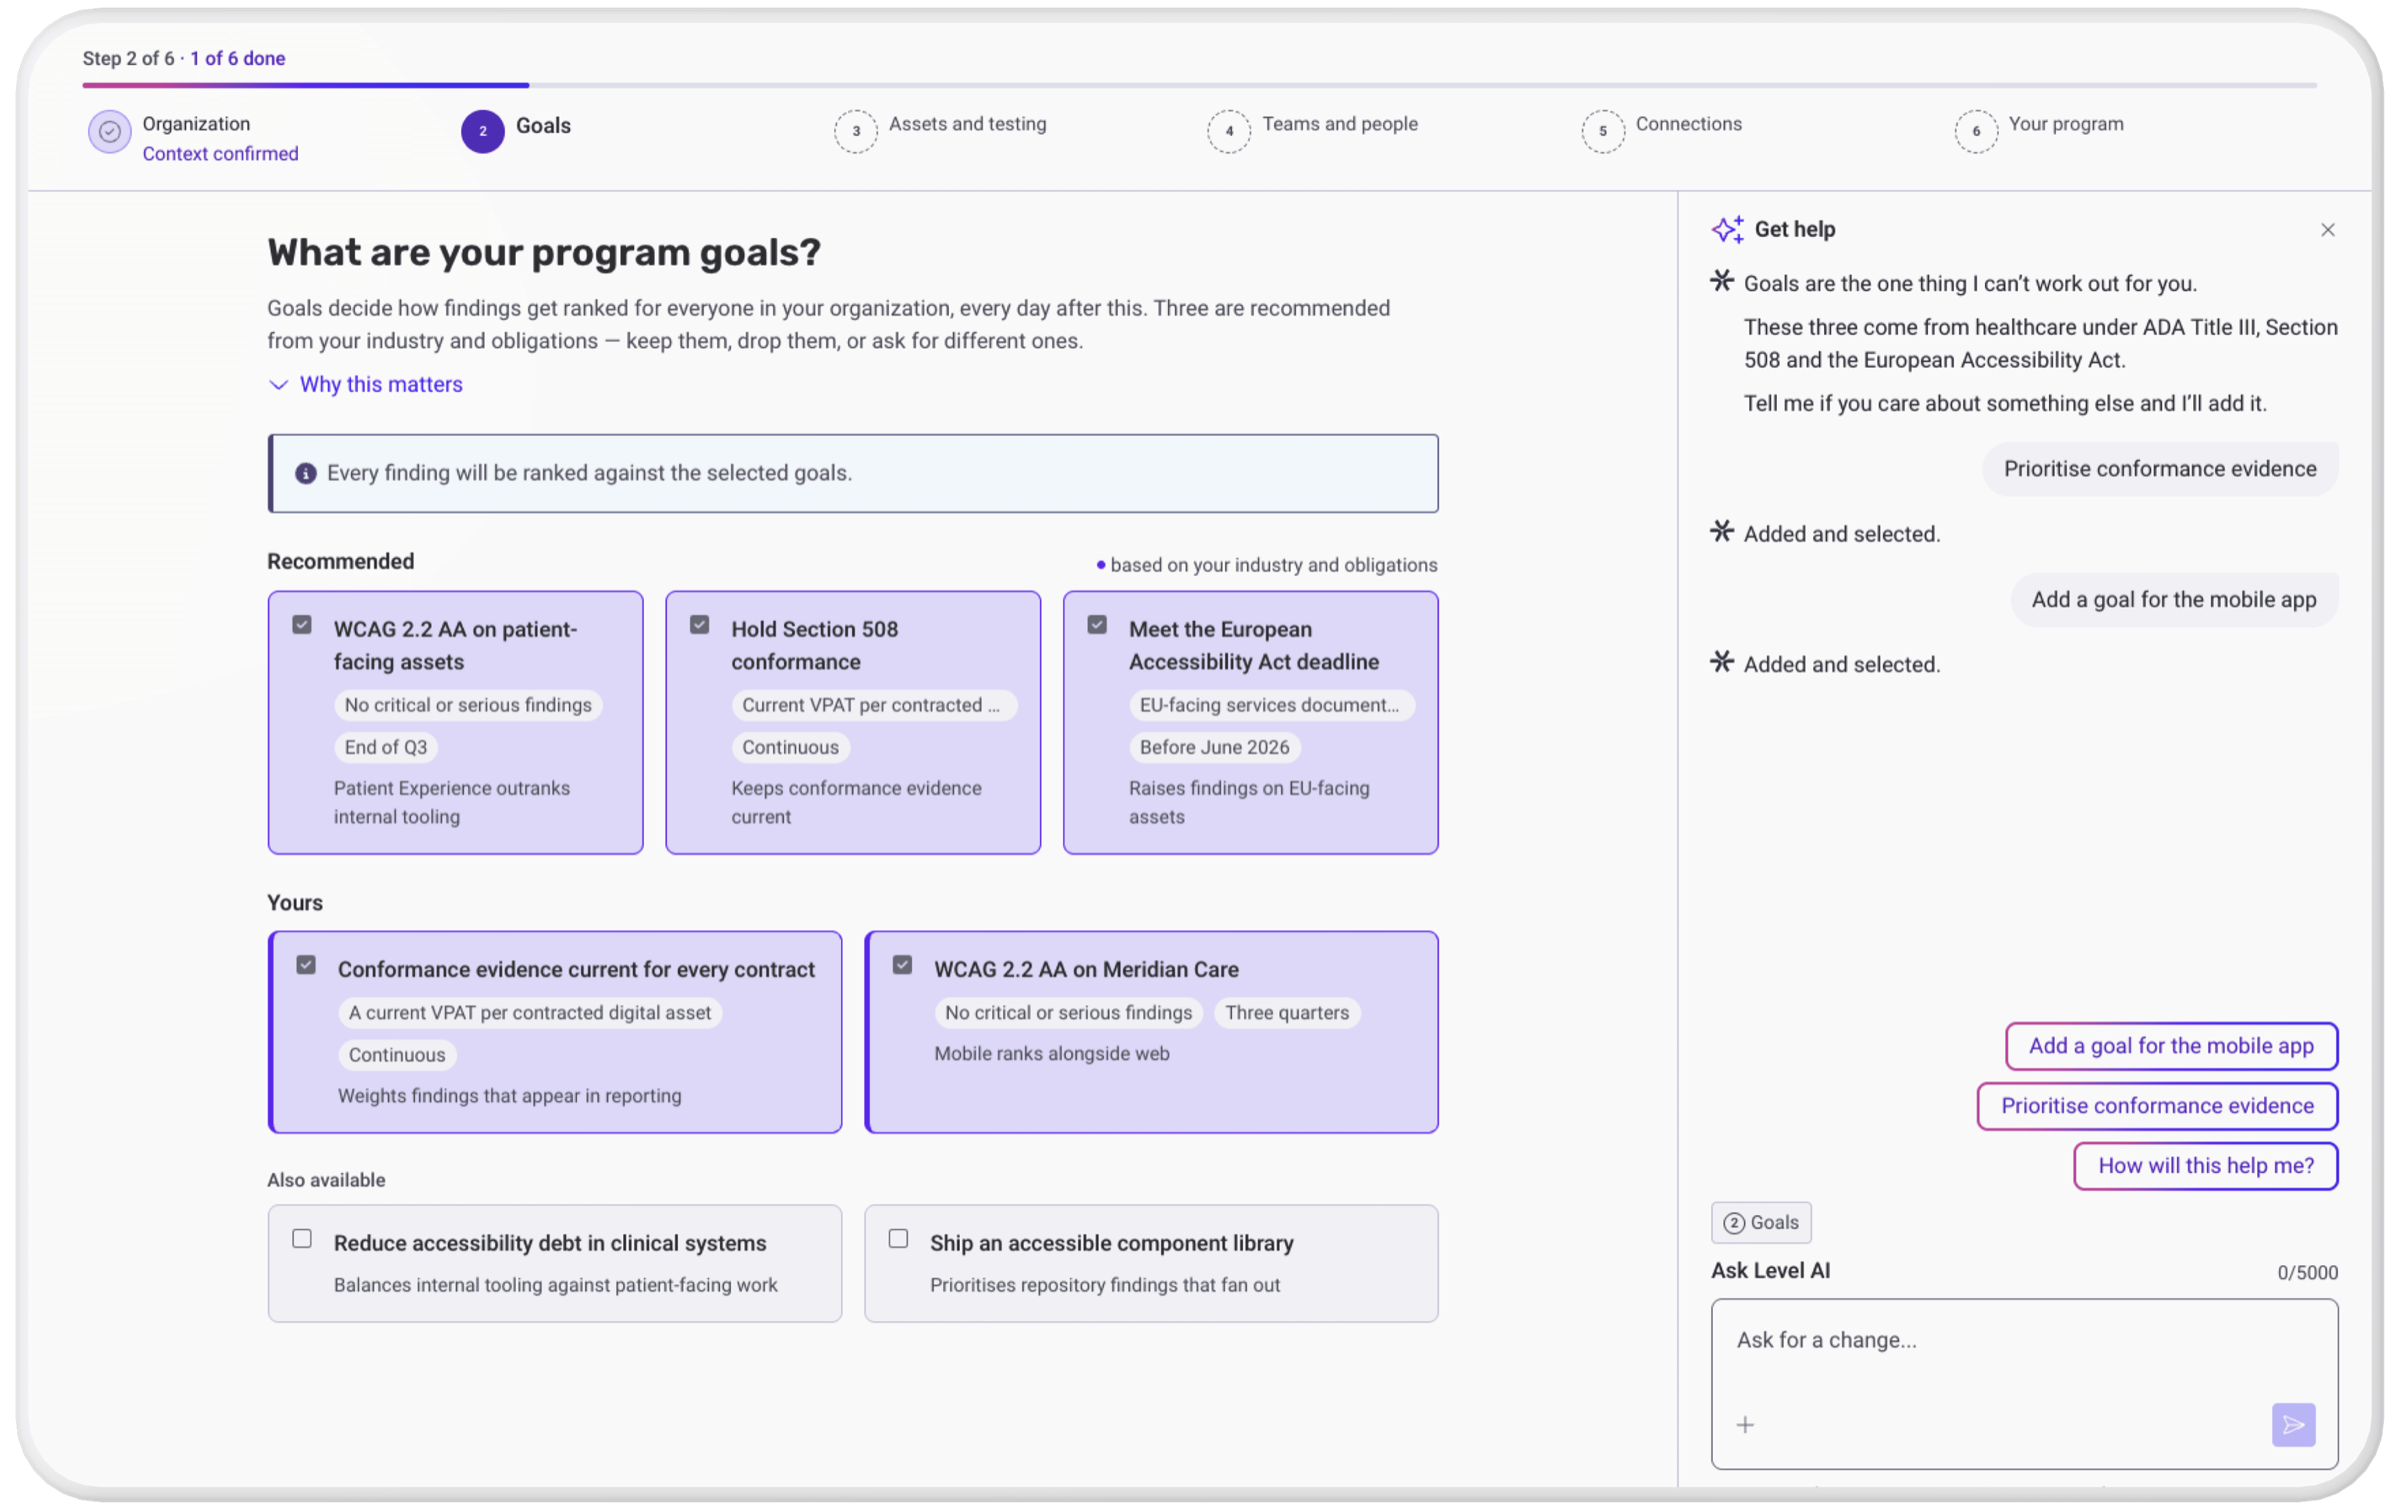 Step 2 of 6 · 1 of 6 done
Organization
Context confirmed
2
Goals
3
Assets and testing
4
Teams and people
5
Connections
6
Your program
What are your program goals?
Goals decide how findings get ranked for everyone in your organization, every day after this. Three are recommended
from your industry and obligations — keep them, drop them, or ask for different ones.
Why this matters
Every finding will be ranked against the selected goals.
Recommended
based on your industry and obligations
WCAG 2.2 AA on patient-
facing assets
No critical or serious findings
End of Q3
Patient Experience outranks
internal tooling
Hold Section 508
conformance
Current VPAT per contracted ...
Continuous
Keeps conformance evidence
current
Meet the European
Accessibility Act deadline
EU-facing services document...
Before June 2026
Raises findings on EU-facing
assets
Yours
Conformance evidence current for every contract
A current VPAT per contracted digital asset
Continuous
Weights findings that appear in reporting
WCAG 2.2 AA on Meridian Care
No critical or serious findings
Three quarters
Mobile ranks alongside web
Also available
Reduce accessibility debt in clinical systems
Balances internal tooling against patient-facing work
Ship an accessible component library
Prioritises repository findings that fan out
Get help
Goals are the one thing I can’t work out for you.
These three come from healthcare under ADA Title III, Section
508 and the European Accessibility Act.
Tell me if you care about something else and I’ll add it.
Prioritise conformance evidence
Added and selected.
Add a goal for the mobile app
Added and selected.
Add a goal for the mobile app
Prioritise conformance evidence
How will this help me?
2 Goals
Ask Level AI
0/5000
Ask for a change...